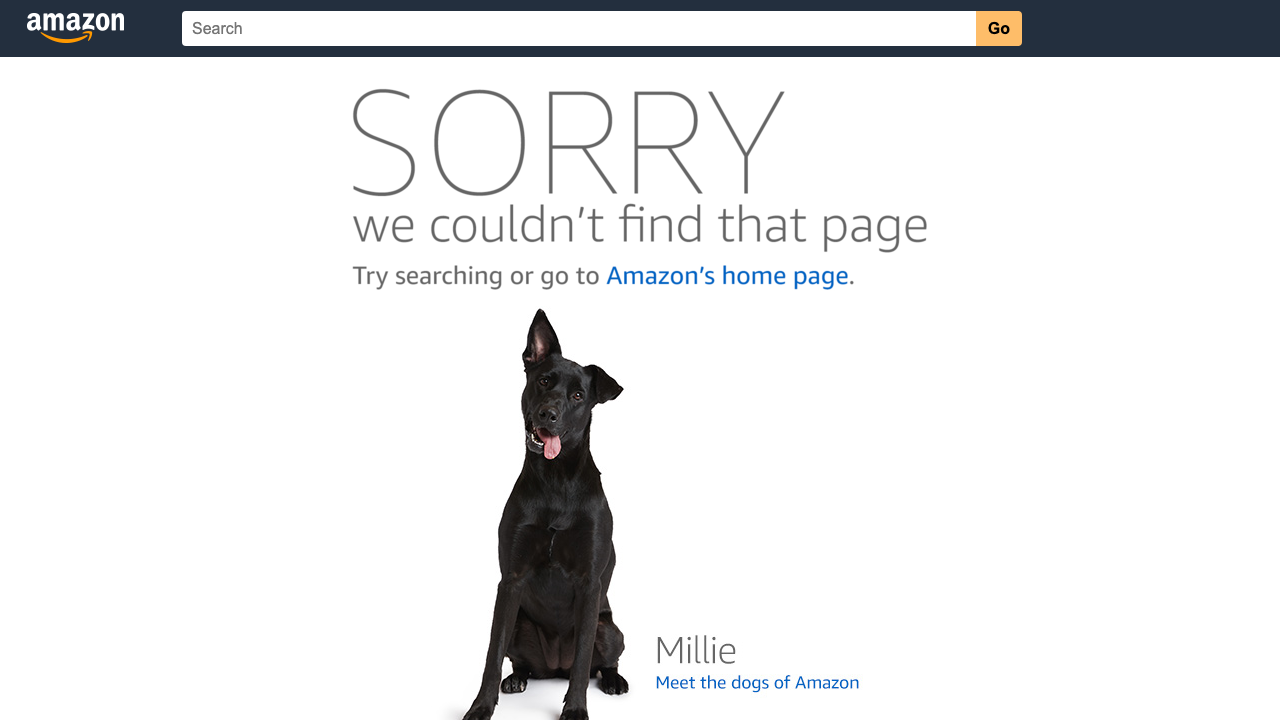 amazon
Search
Go
SORRY
we couldn't find that page
Try searching or go to Amazon's home page.
Millie
Meet the dogs of Amazon